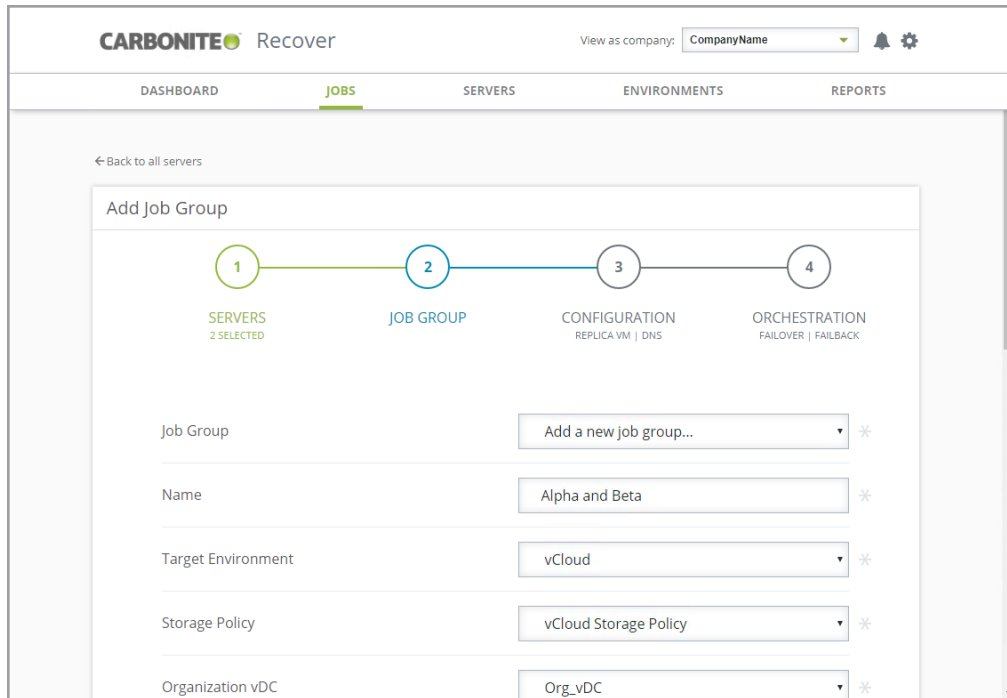 CARBONITE Recover
View as company: CompanyName
DASHBOARD JOBS SERVERS ENVIRONMENTS REPORTS
←Back to all servers
Add Job Group
1 2 3 4
SERVERS JOB GROUP CONFIGURATION ORCHESTRATION
2 SELECTED REPLICA VM | DNS FAILOVER | FAILBACK
Job Group Add a new job group...
Name Alpha and Beta
Target Environment vCloud
Storage Policy vCloud Storage Policy
Organization vDC Org_vDC